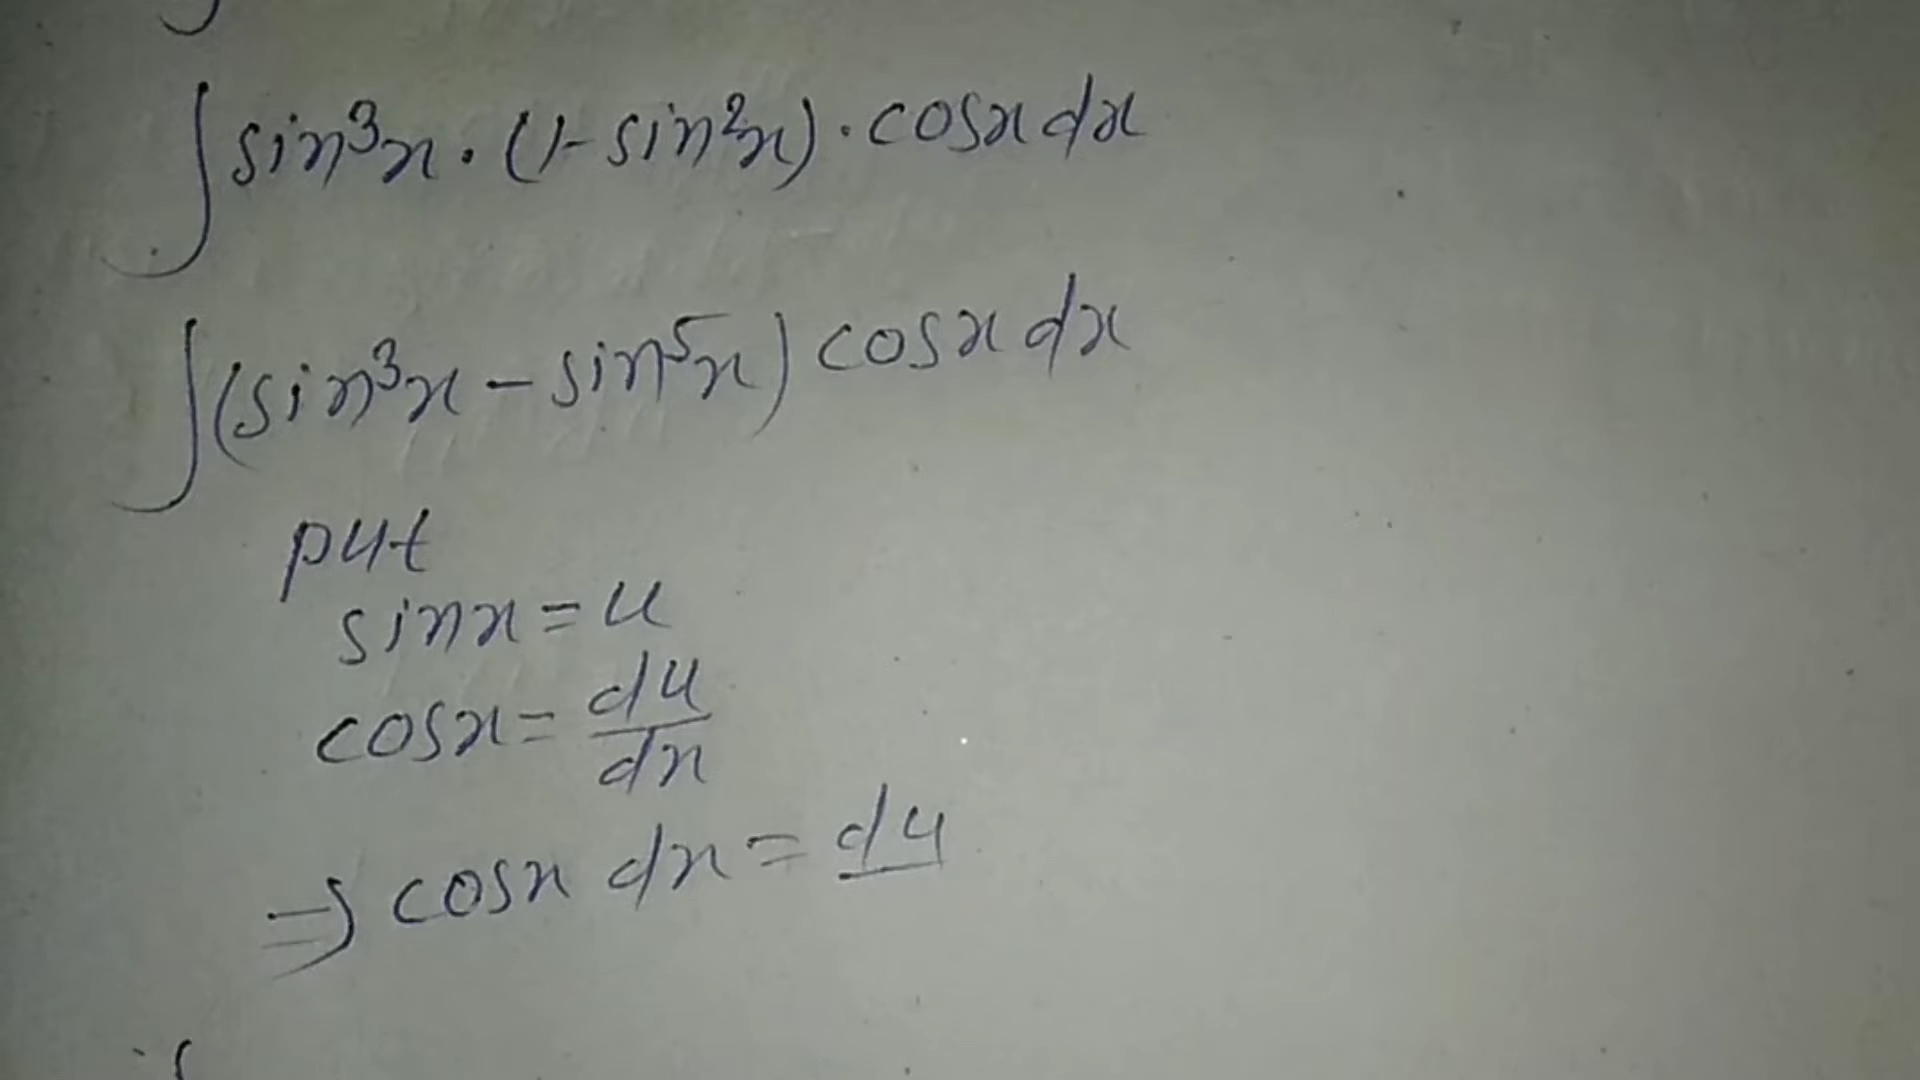 ∫ sin³x · (1 - sin²x) · cosx dx
∫ (sin³x - sin⁵x) cosx dx
put
sinx = u
cosx = du/dx
⇒ cosx dx = du
∫